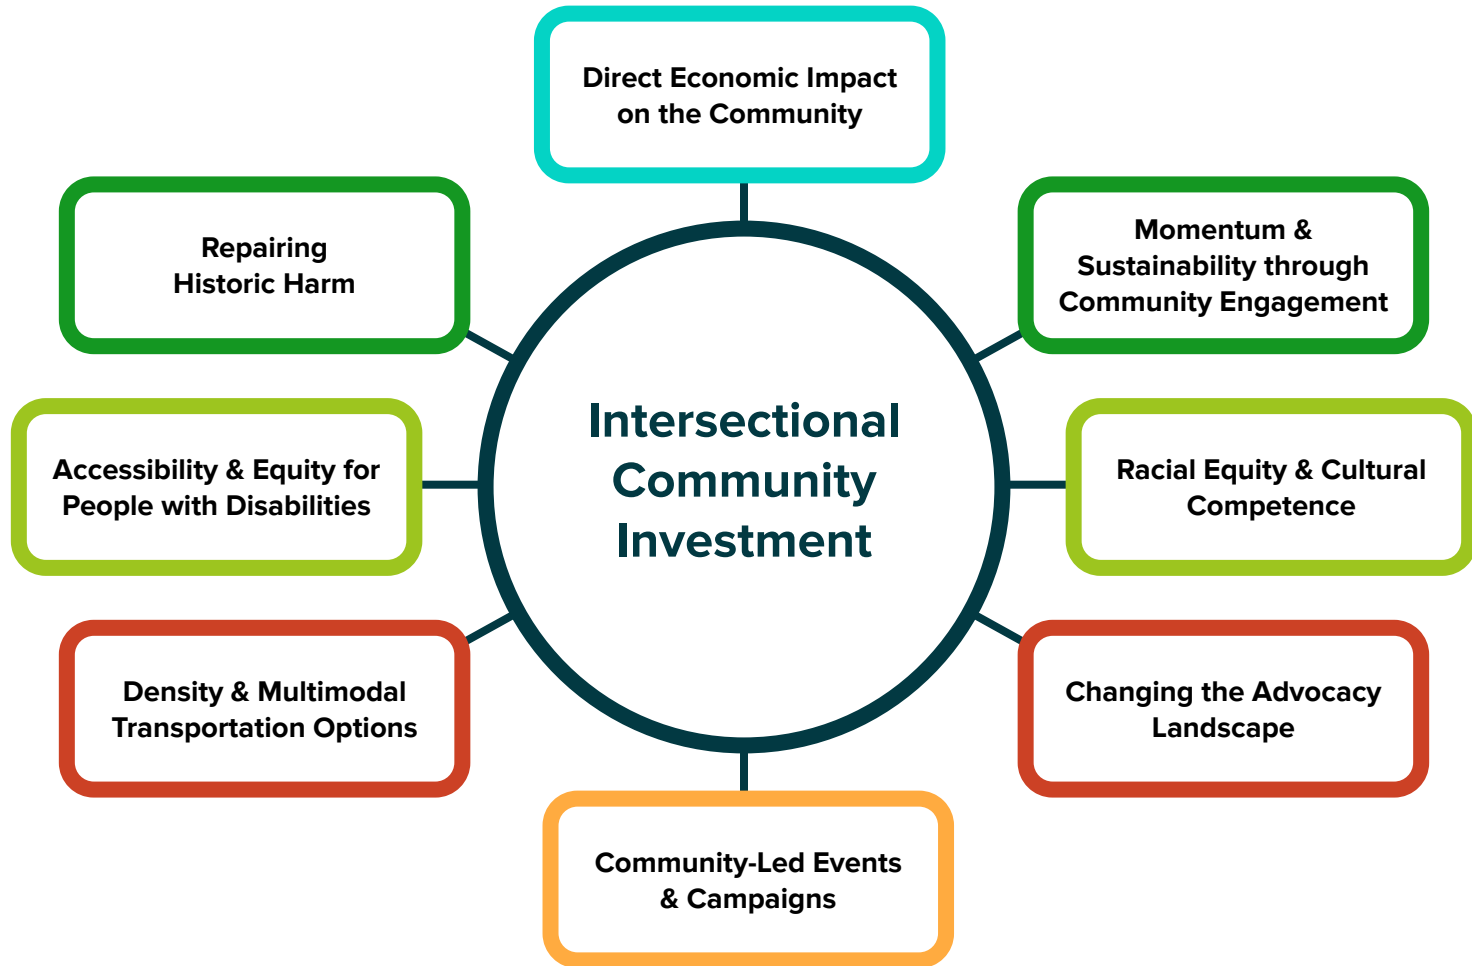 Direct Economic Impact
on the Community
Repairing
Historic Harm
Momentum &
Sustainability through
Community Engagement
Intersectional
Community
Investment
Accessibility & Equity for
People with Disabilities
Racial Equity & Cultural
Competence
Density & Multimodal
Transportation Options
Changing the Advocacy
Landscape
Community-Led Events
& Campaigns